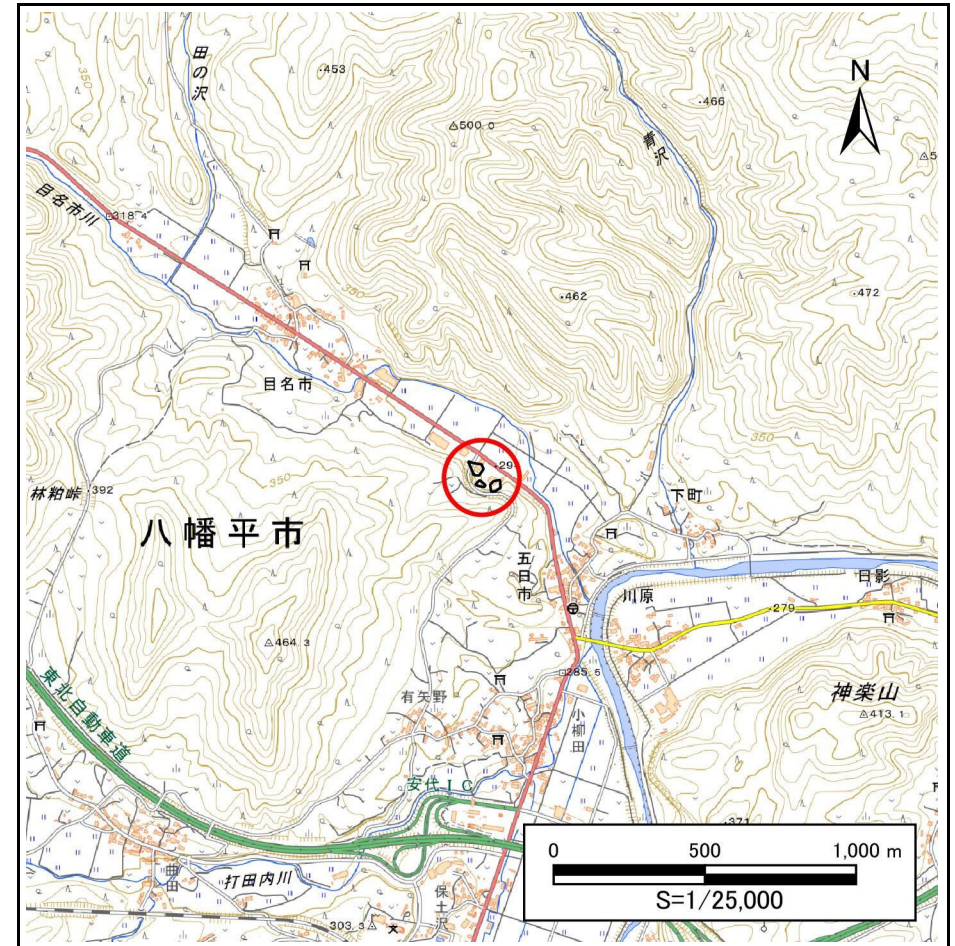 田の沢
350
453
466
N
500.0
青沢
目名市川
318.4
350
462
472
目名市
350
350
29
林粕峠
392
下町
八幡平市
五日市
川原
日影
279
464.3
285.5
神楽山
413.1
有矢野
小柳田
東北自動車道
安代IC
371
0 500 1,000 m
曲田
打田内川
保土沢
S=1/25,000
303.3